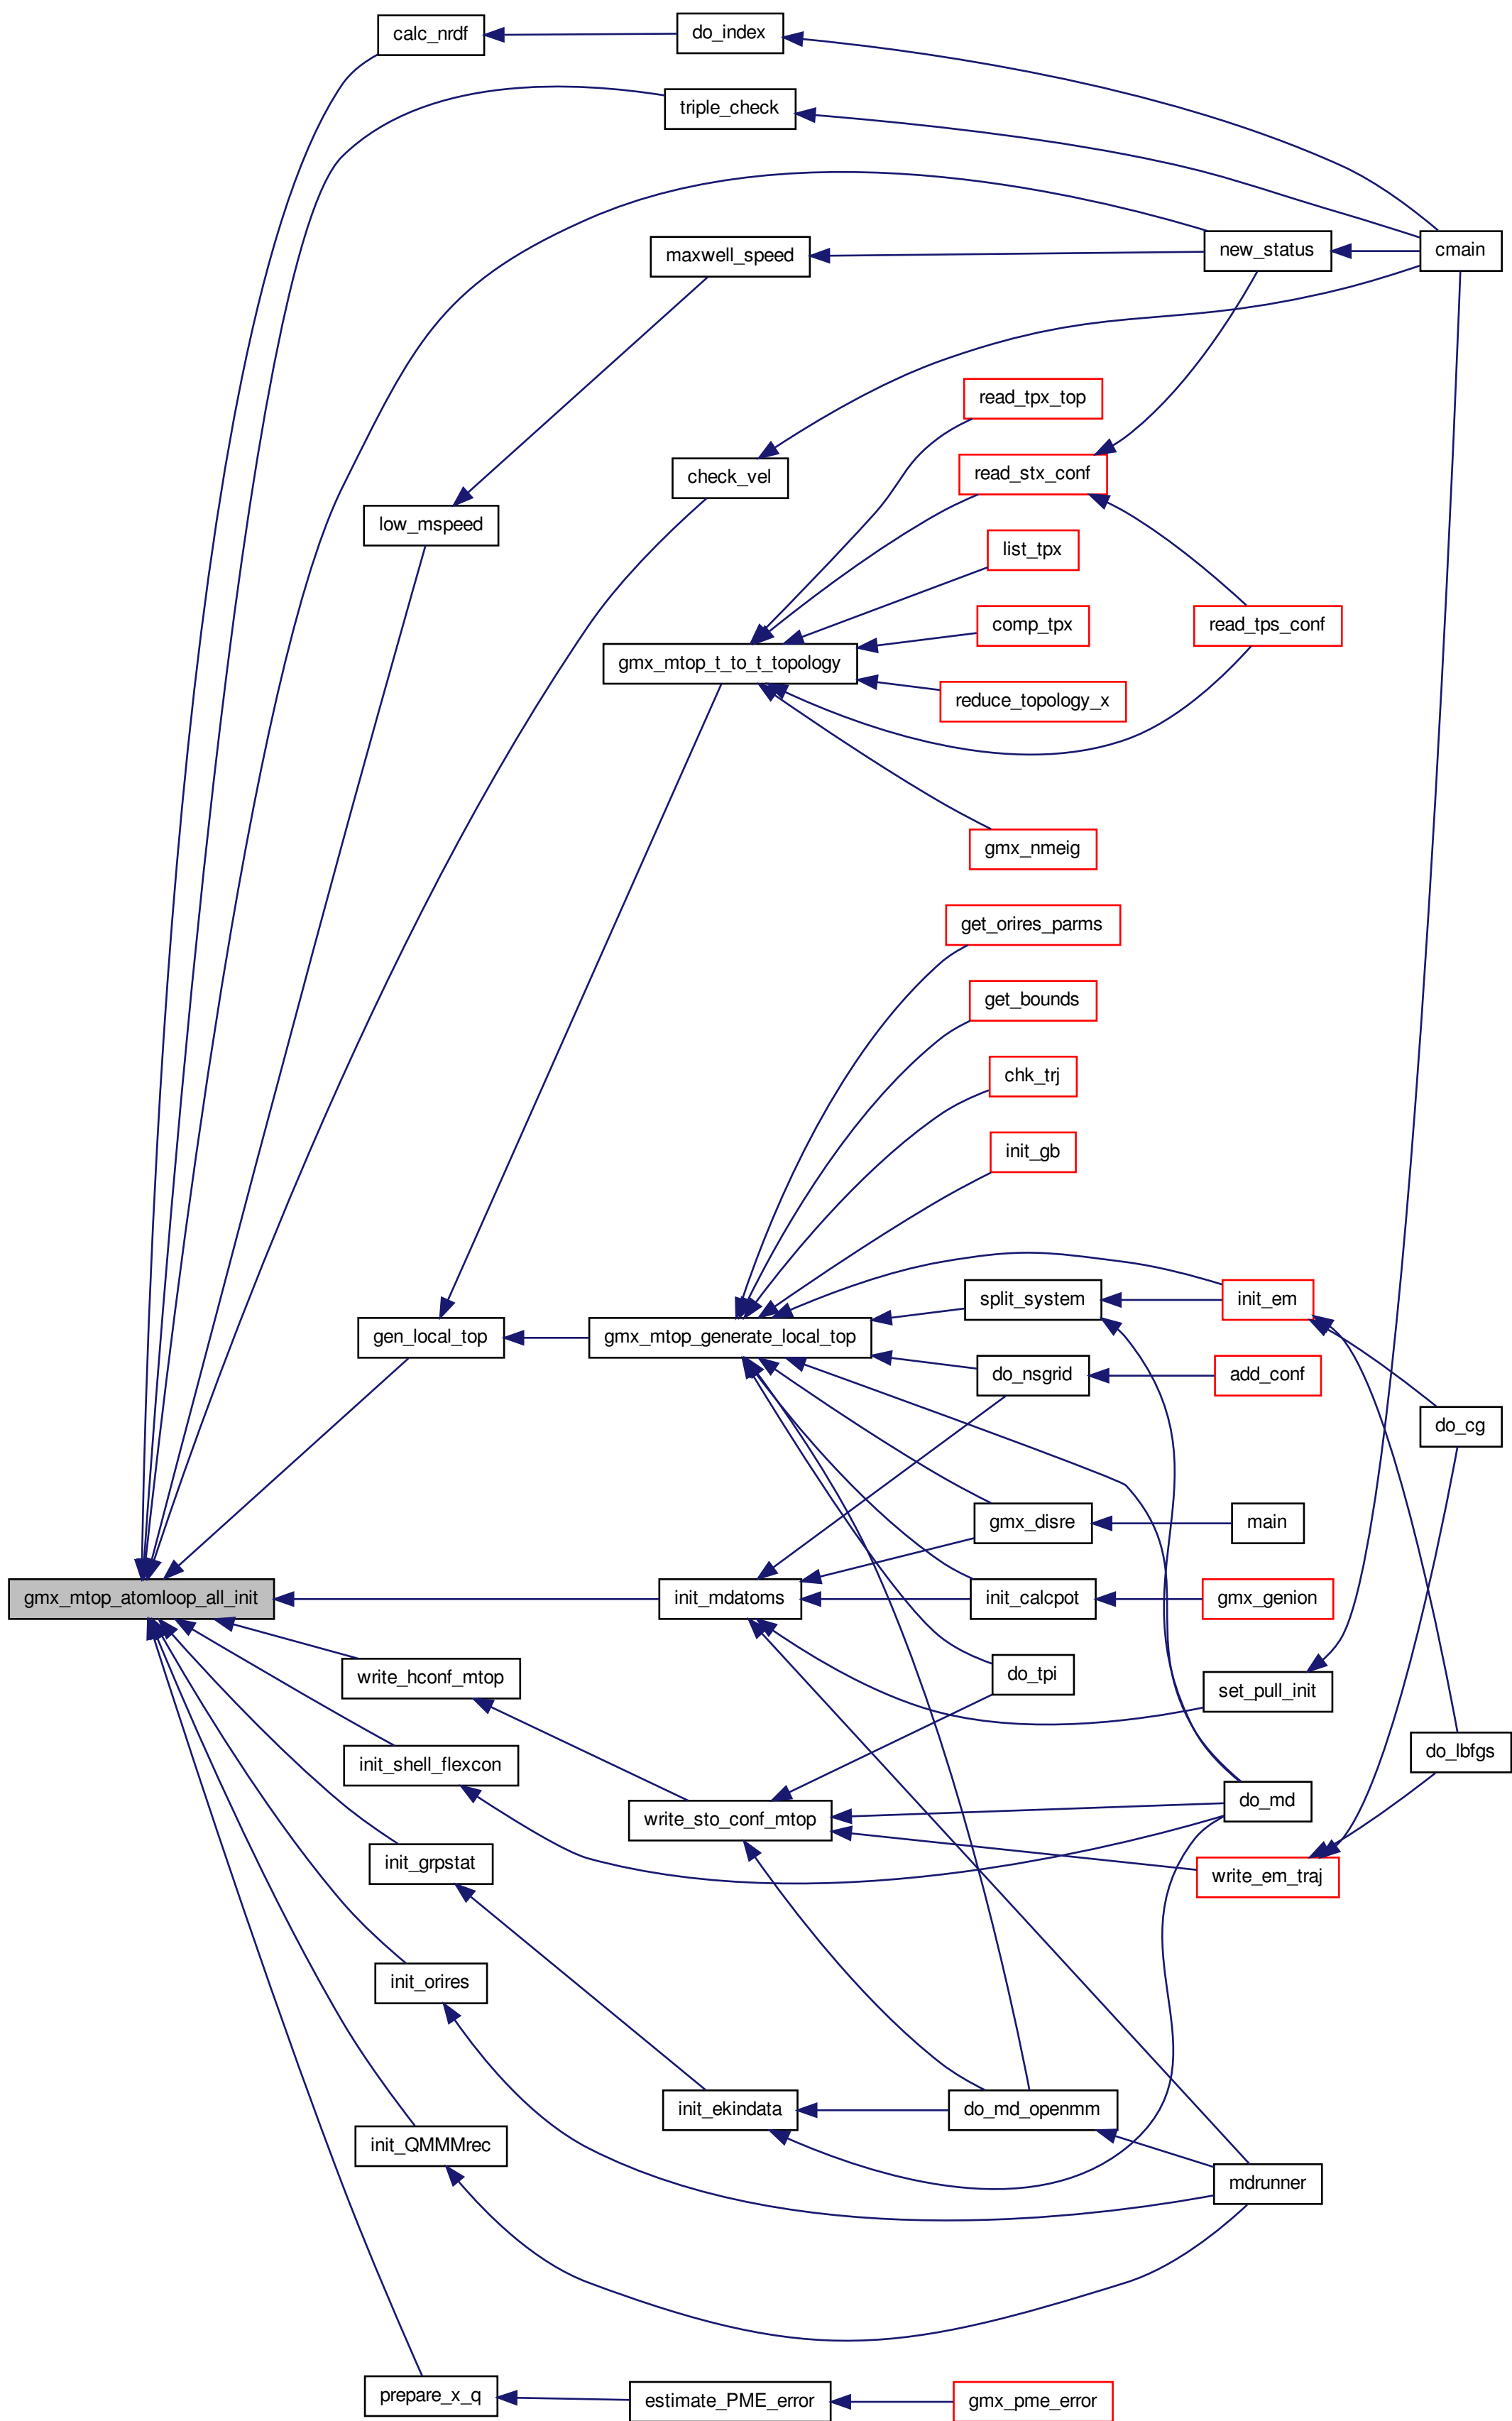 calc_nrdf
do_index
triple_check
maxwell_speed
new_status
cmain
read_tpx_top
check_vel
read_stx_conf
low_mspeed
list_tpx
comp_tpx
read_tps_conf
gmx_mtop_t_to_t_topology
reduce_topology_x
gmx_nmeig
get_orires_parms
get_bounds
chk_trj
init_gb
split_system
init_em
gen_local_top
gmx_mtop_generate_local_top
do_nsgrid
add_conf
do_cg
gmx_disre
main
gmx_mtop_atomloop_all_init
init_mdatoms
init_calcpot
gmx_genion
write_hconf_mtop
do_tpi
set_pull_init
init_shell_flexcon
do_lbfgs
write_sto_conf_mtop
do_md
init_grpstat
write_em_traj
init_orires
init_ekindata
do_md_openmm
init_QMMMrec
mdrunner
prepare_x_q
estimate_PME_error
gmx_pme_error